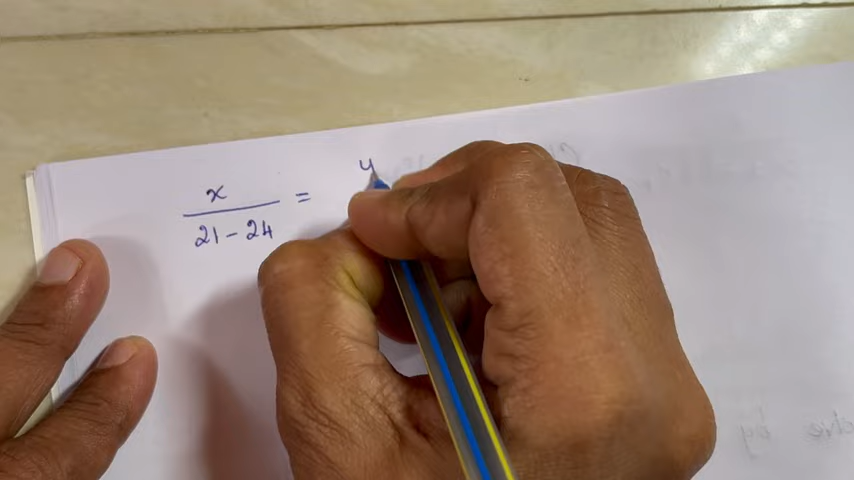 x/21-24 = y